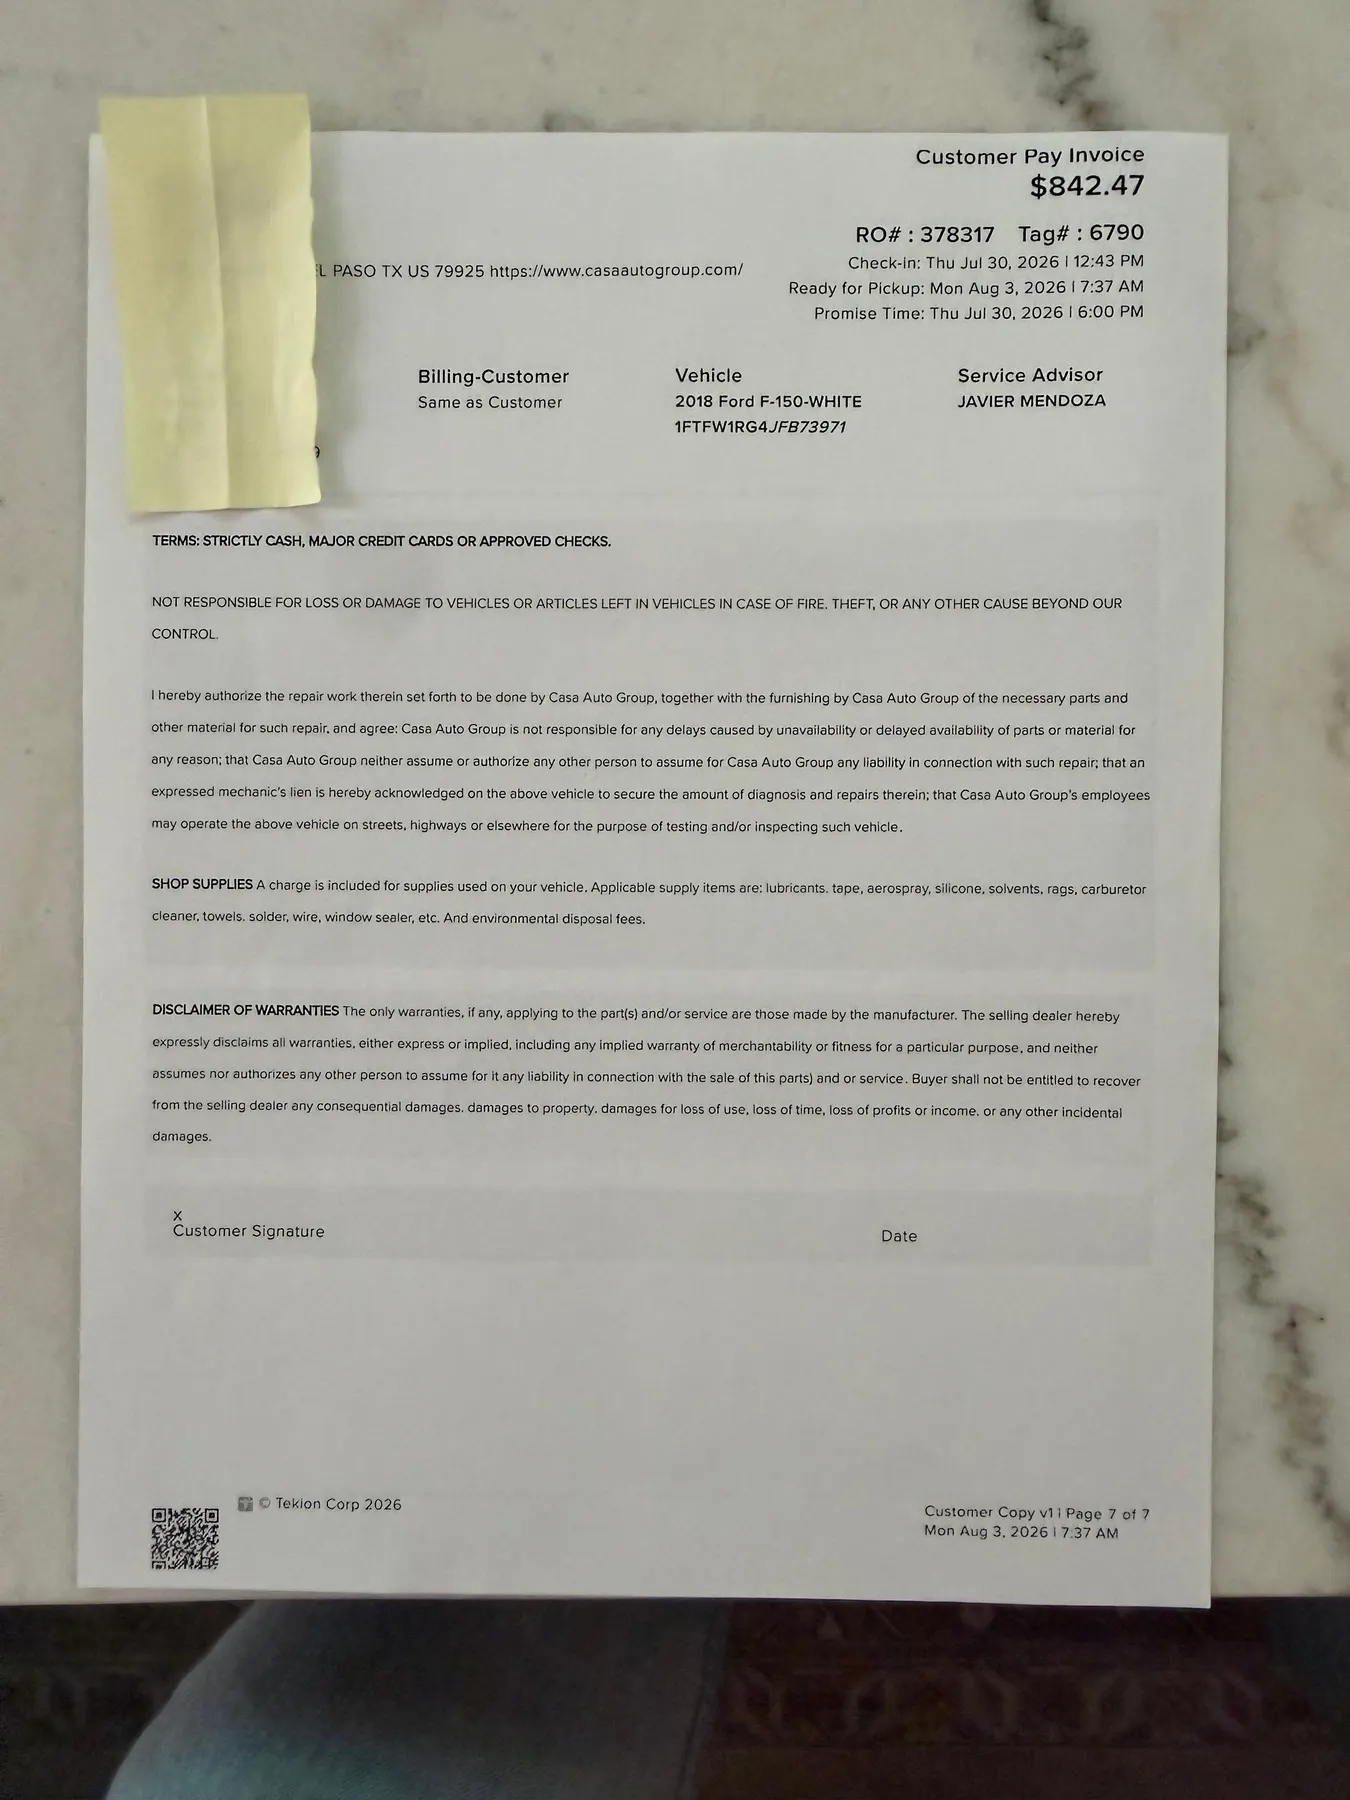 Customer Pay Invoice
$842.47
RO# : 378317 Tag# : 6790
PASO TX US 79925 https://www.casaautogroup.com/
Check-in: Thu Jul 30, 2026 | 12:43 PM
Ready for Pickup: Mon Aug 3, 2026 | 7:37 AM
Promise Time: Thu Jul 30, 2026 | 6:00 PM
Billing-Customer
Same as Customer
Vehicle
2018 Ford F-150-WHITE
1FTFW1RG4JFB73971
Service Advisor
JAVIER MENDOZA
TERMS: STRICTLY CASH, MAJOR CREDIT CARDS OR APPROVED CHECKS.
NOT RESPONSIBLE FOR LOSS OR DAMAGE TO VEHICLES OR ARTICLES LEFT IN VEHICLES IN CASE OF FIRE. THEFT, OR ANY OTHER CAUSE BEYOND OUR
CONTROL.
I hereby authorize the repair work therein set forth to be done by Casa Auto Group, together with the furnishing by Casa Auto Group of the necessary parts and
other material for such repair. and agree: Casa Auto Group is not responsible for any delays caused by unavailability or delayed availability of parts or material for
any reason; that Casa Auto Group neither assume or authorize any other person to assume for Casa Auto Group any liability in connection with such repair; that an
expressed mechanic's lien is hereby acknowledged on the above vehicle to secure the amount of diagnosis and repairs therein; that Casa Auto Group's employees
may operate the above vehicle on streets, highways or elsewhere for the purpose of testing and/or inspecting such vehicle.
SHOP SUPPLIES A charge is included for supplies used on your vehicle. Applicable supply items are: lubricants. tape, aerospray, silicone, solvents, rags, carburetor
cleaner, towels. solder, wire, window sealer, etc. And environmental disposal fees.
DISCLAIMER OF WARRANTIES The only warranties, if any, applying to the part(s) and/or service are those made by the manufacturer. The selling dealer hereby
expressly disclaims all warranties, either express or implied, including any implied warranty of merchantability or fitness for a particular purpose, and neither
assumes nor authorizes any other person to assume for it any liability in connection with the sale of this parts) and or service. Buyer shall not be entitled to recover
from the selling dealer any consequential damages. damages to property. damages for loss of use, loss of time, loss of profits or income. or any other incidental
damages.
X
Customer Signature
Date
© Tekion Corp 2026
Customer Copy v1 | Page 7 of 7
Mon Aug 3, 2026 | 7:37 AM